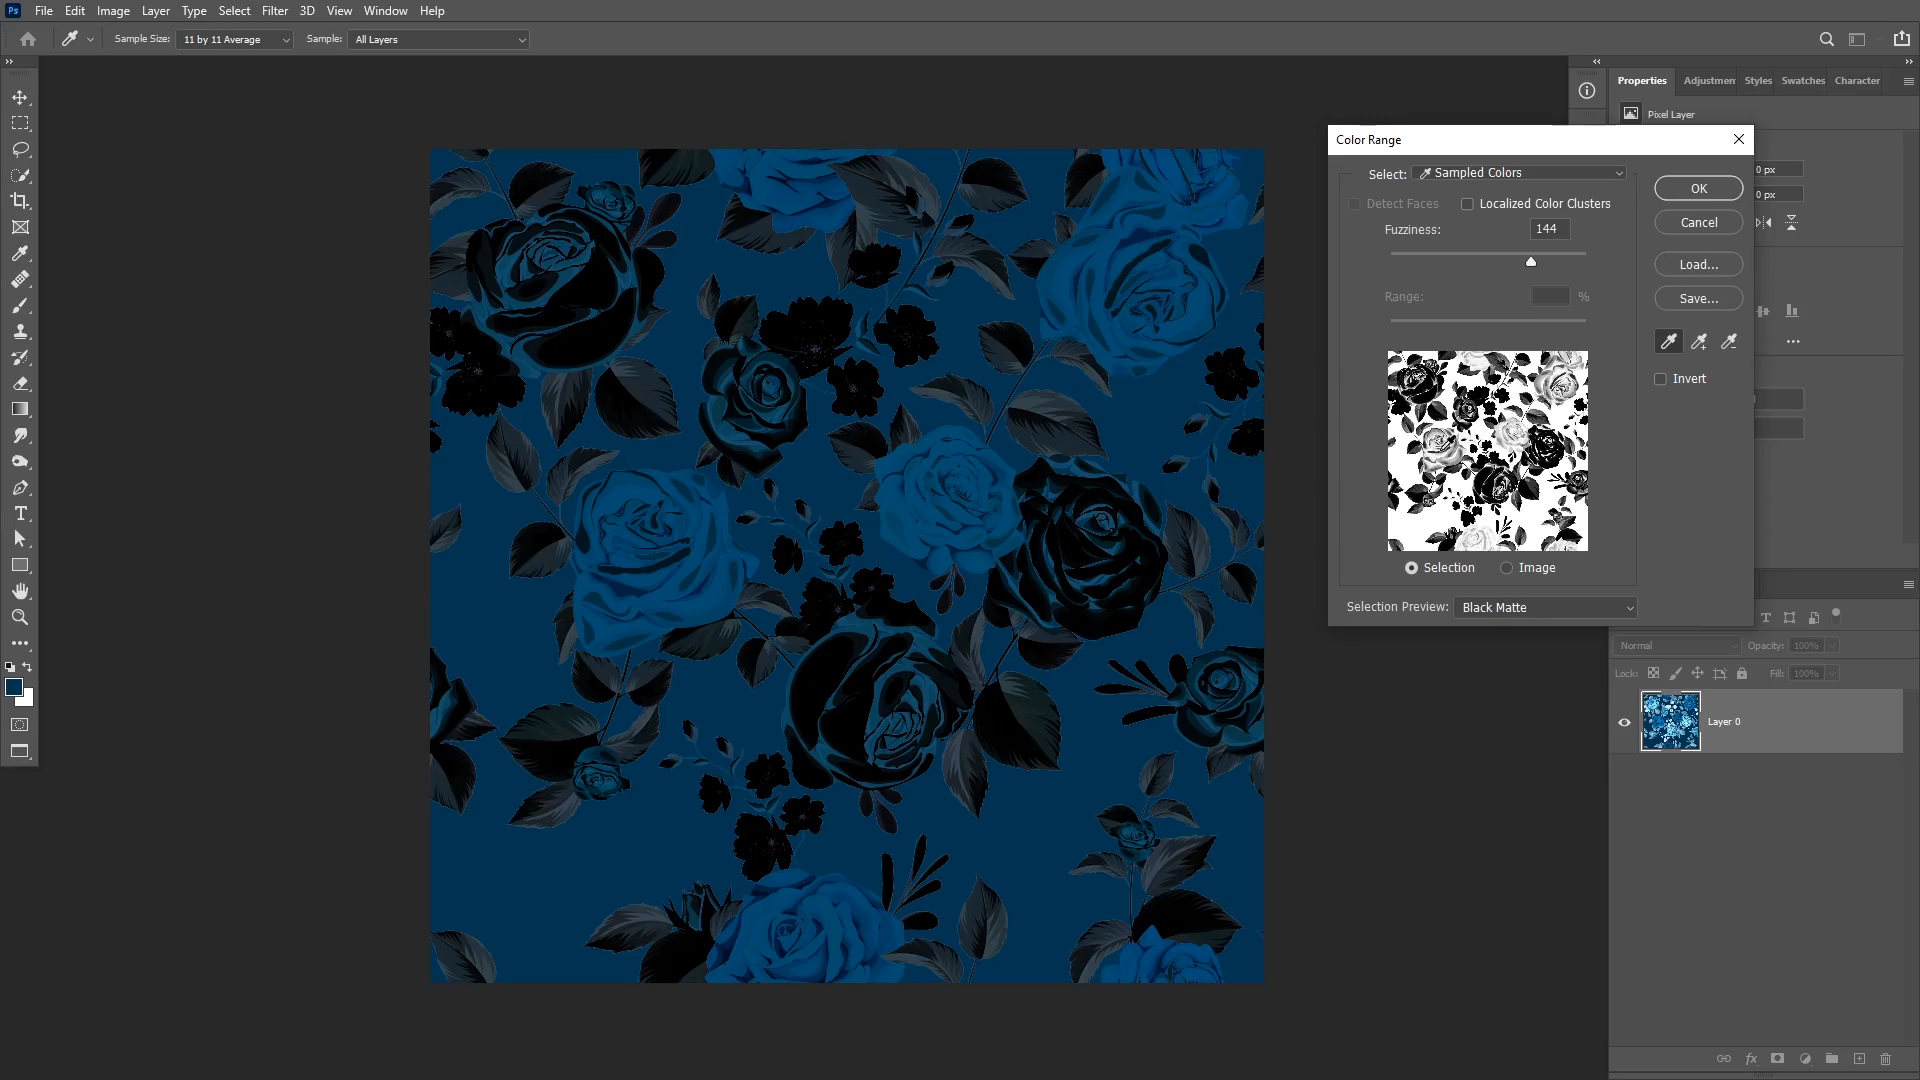 Ps File Edit Image Layer Type Select Filter 3D View Window Help
Sample Size: 11 by 11 Average Sample: All Layers
Properties Adjustmen Styles Swatches Character
Pixel Layer
Color Range
Select: Sampled Colors
Detect Faces Localized Color Clusters
Fuzziness: 144
Range: %
Selection Image
Selection Preview: Black Matte
OK
Cancel
Load...
Save...
Invert
0 px
0 px
Normal Opacity: 100%
Lock: Fill: 100%
Layer 0
fx